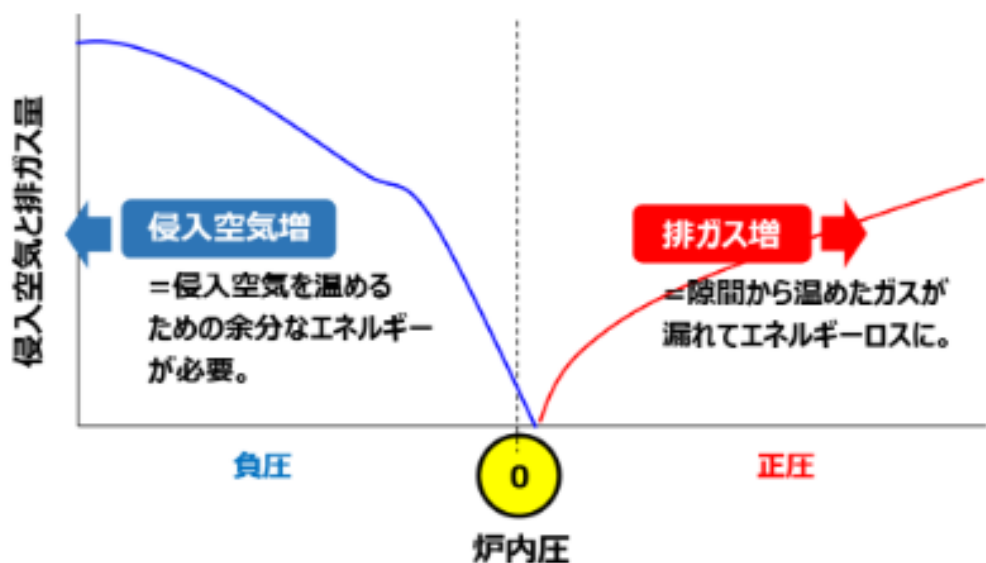 侵入空気と排ガス量
侵入空気増
=侵入空気を温める
ための余分なエネルギー
が必要。
排ガス増
=隙間から温めたガスが
漏れてエネルギーロスに。
負圧
0
正圧
炉内圧